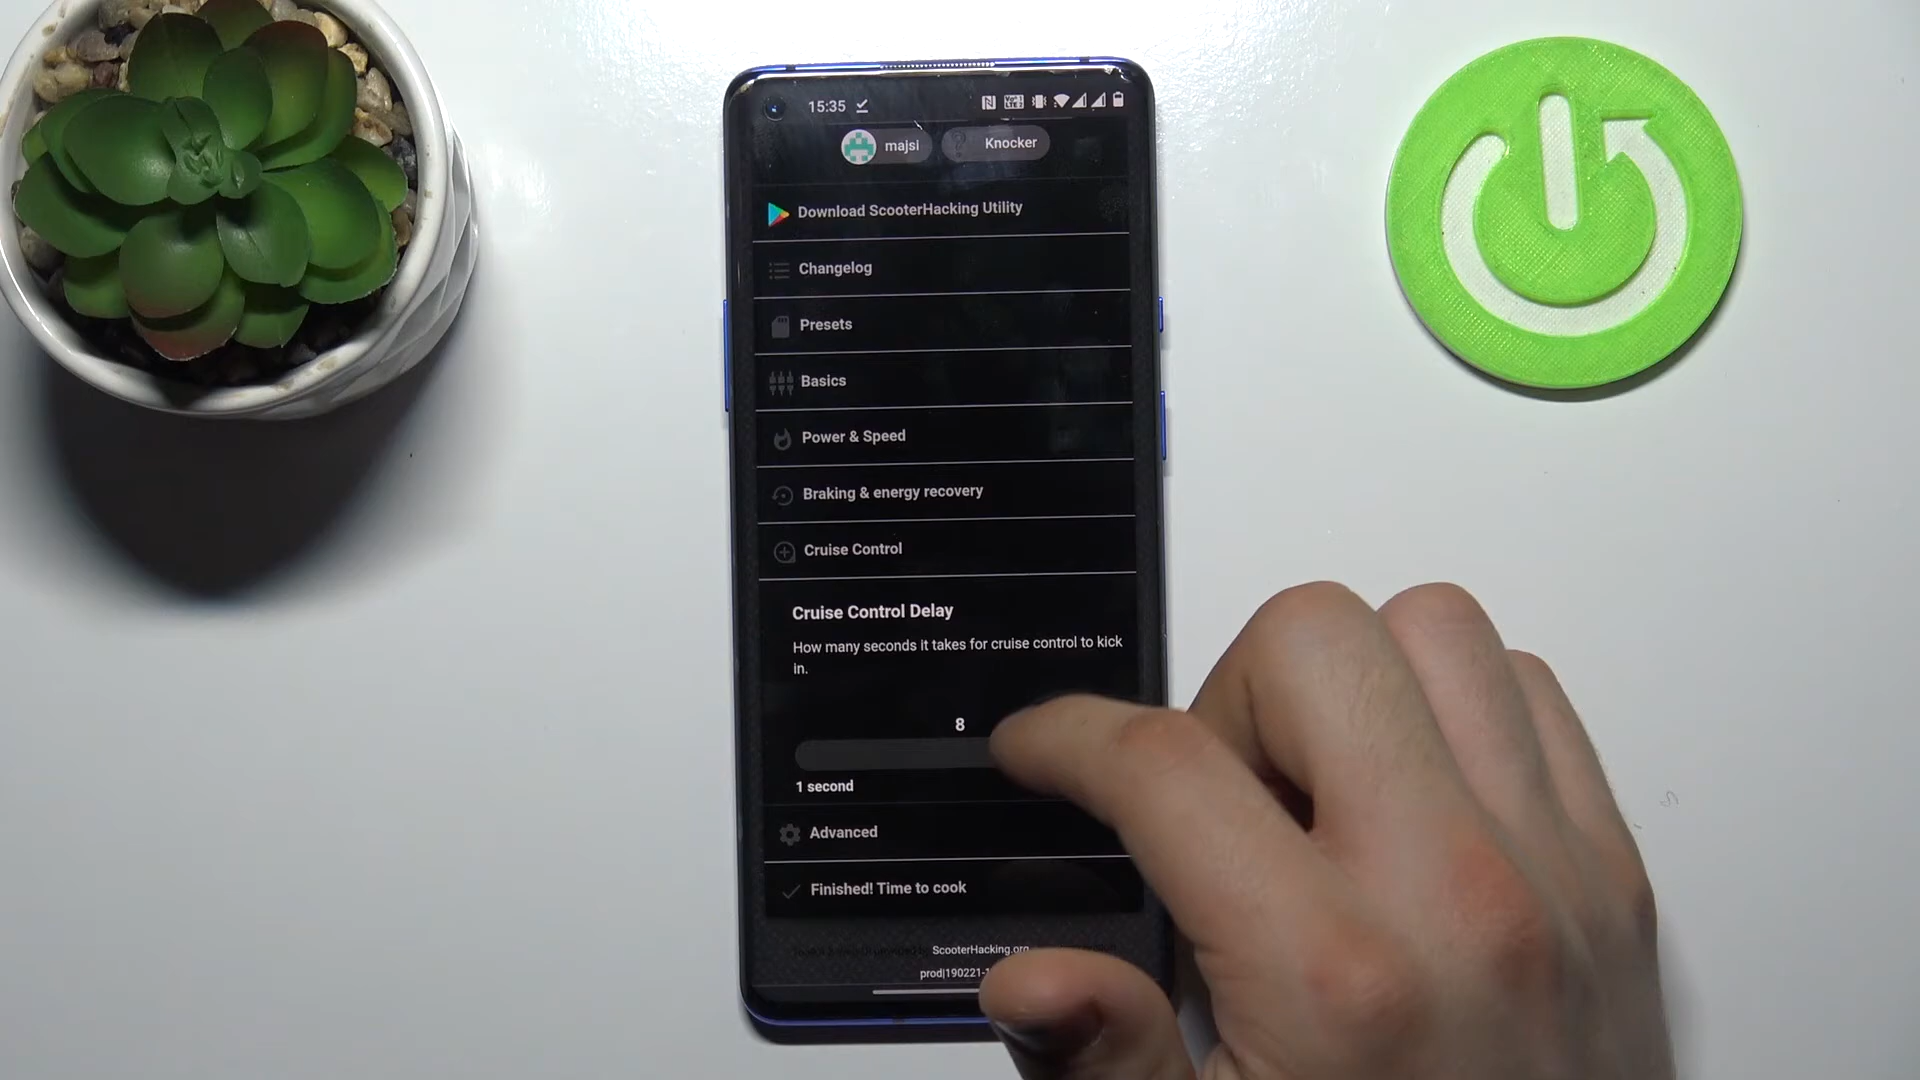 15:35
majsi
Knocker
Download ScooterHacking Utility
Changelog
Presets
Basics
Power & Speed
Braking & energy recovery
Cruise Control
Cruise Control Delay
How many seconds it takes for cruise control to kick
in.
8
1 second
Advanced
Finished! Time to cook
ScooterHacking.org